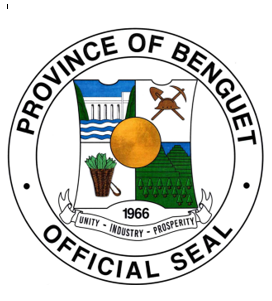 PROVINCE OF BENGUET
1966
UNITY - INDUSTRY - PROSPERITY
OFFICIAL SEAL